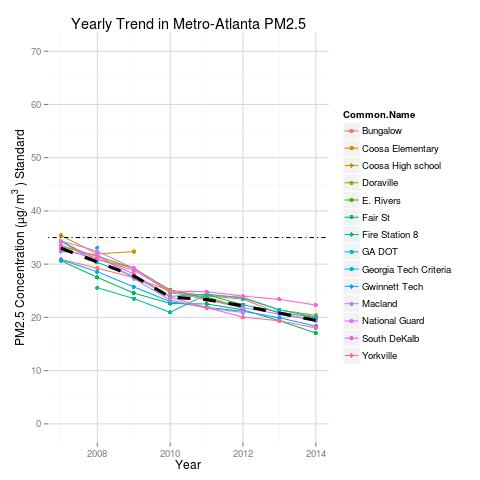 Yearly Trend in Metro-Atlanta PM2.5
PM2.5 Concentration (µg/ m³ ) Standard
70
60
50
40
30
20
10
0
2008
2010
2012
2014
Year
Common.Name
Bungalow
Coosa Elementary
Coosa High school
Doraville
E. Rivers
Fair St
Fire Station 8
GA DOT
Georgia Tech Criteria
Gwinnett Tech
Macland
National Guard
South DeKalb
Yorkville